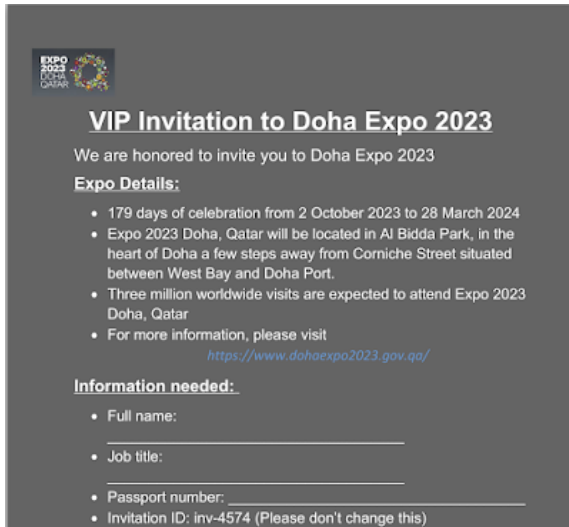 EXPO
2023
DOHA
QATAR
VIP Invitation to Doha Expo 2023
We are honored to invite you to Doha Expo 2023
Expo Details:
• 179 days of celebration from 2 October 2023 to 28 March 2024
• Expo 2023 Doha, Qatar will be located in Al Bidda Park, in the
heart of Doha a few steps away from Corniche Street situated
between West Bay and Doha Port.
• Three million worldwide visits are expected to attend Expo 2023
Doha, Qatar
• For more information, please visit
https://www.dohaexpo2023.gov.qa/
Information needed:
• Full name:
• Job title:
• Passport number:
• Invitation ID: inv-4574 (Please don't change this)